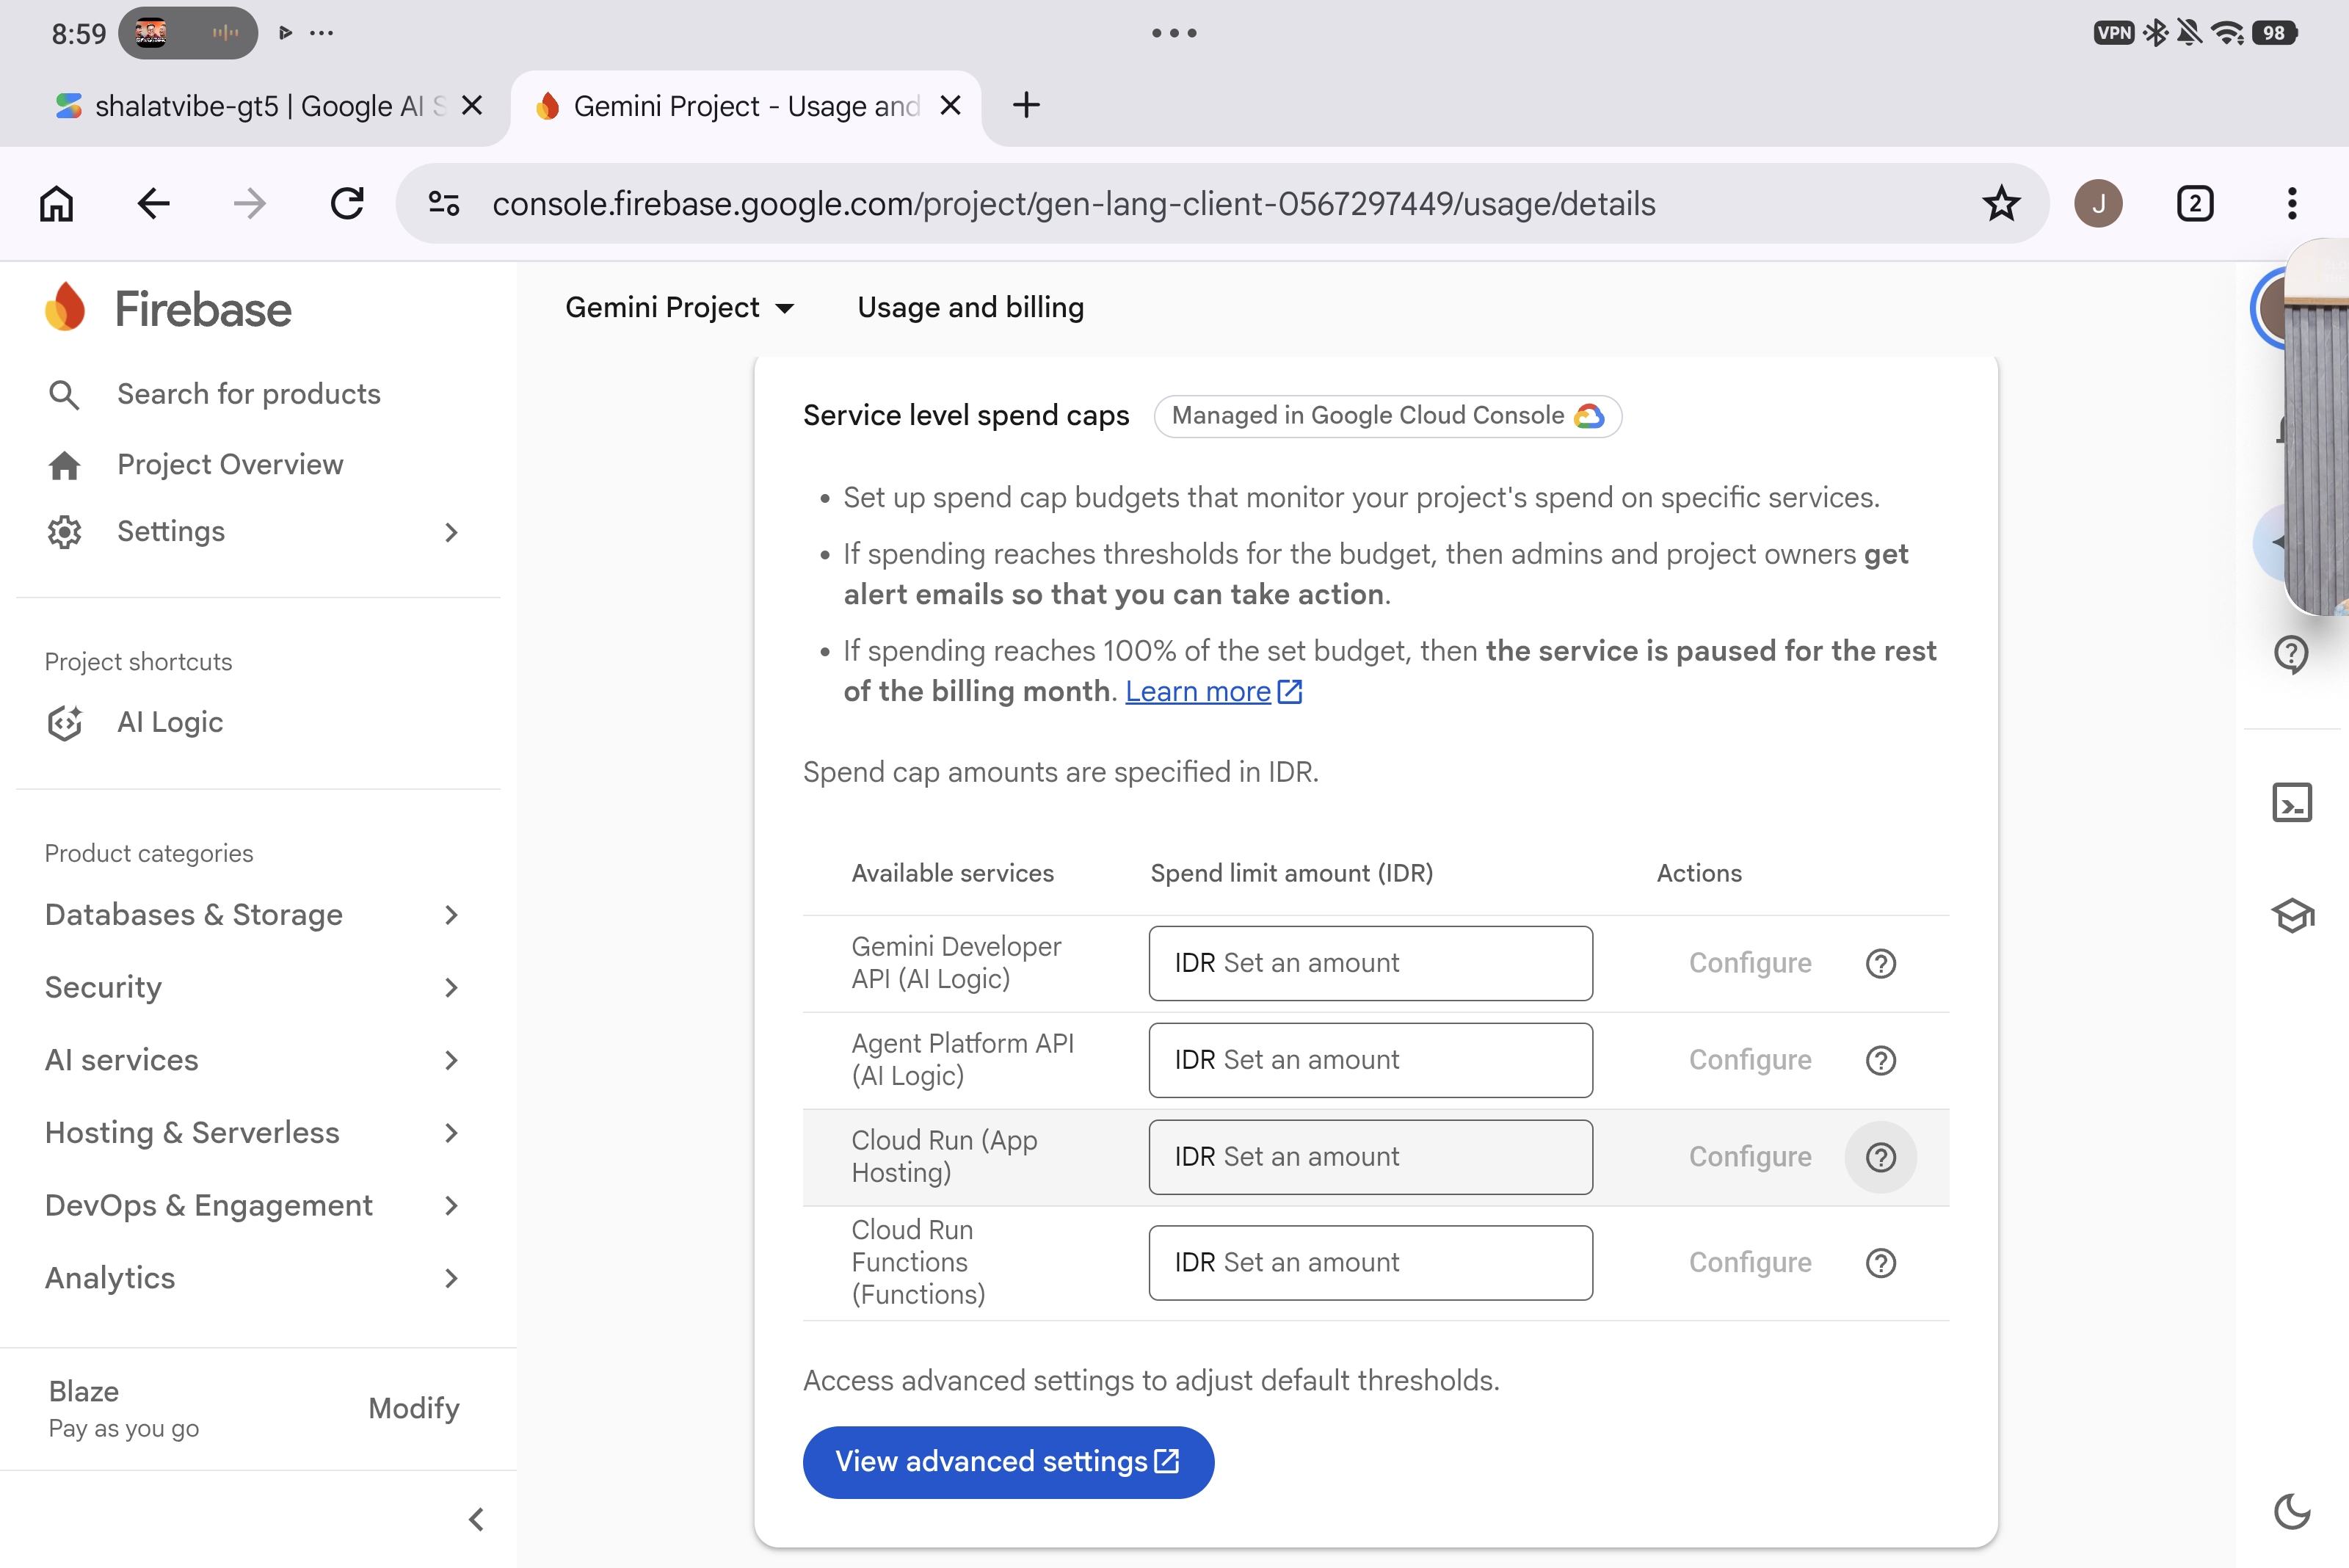 8:59
VPN
98
shalatvibe-gt5 | Google AI S
Gemini Project - Usage and
console.firebase.google.com/project/gen-lang-client-0567297449/usage/details
J
2
Firebase
Search for products
Project Overview
Settings
Project shortcuts
AI Logic
Product categories
Databases & Storage
Security
AI services
Hosting & Serverless
DevOps & Engagement
Analytics
Blaze
Pay as you go
Modify
Gemini Project
Usage and billing
Service level spend caps
Managed in Google Cloud Console
• Set up spend cap budgets that monitor your project's spend on specific services.
• If spending reaches thresholds for the budget, then admins and project owners get
alert emails so that you can take action.
• If spending reaches 100% of the set budget, then the service is paused for the rest
of the billing month. Learn more
Spend cap amounts are specified in IDR.
Available services
Spend limit amount (IDR)
Actions
Gemini Developer
API (AI Logic)
IDR Set an amount
Configure
Agent Platform API
(AI Logic)
IDR Set an amount
Configure
Cloud Run (App
Hosting)
IDR Set an amount
Configure
Cloud Run
Functions
(Functions)
IDR Set an amount
Configure
Access advanced settings to adjust default thresholds.
View advanced settings